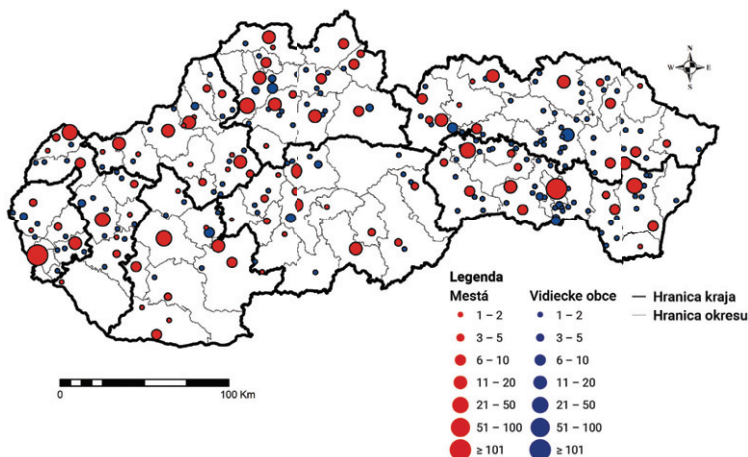 N
W E
S
Legenda
Mestá Vidiecke obce
1 – 2 1 – 2 Hranica kraja
3 – 5 3 – 5 Hranica okresu
6 – 10 6 – 10
11 – 20 11 – 20
21 – 50 21 – 50
51 – 100 51 – 100
≥ 101 ≥ 101
0 100 Km